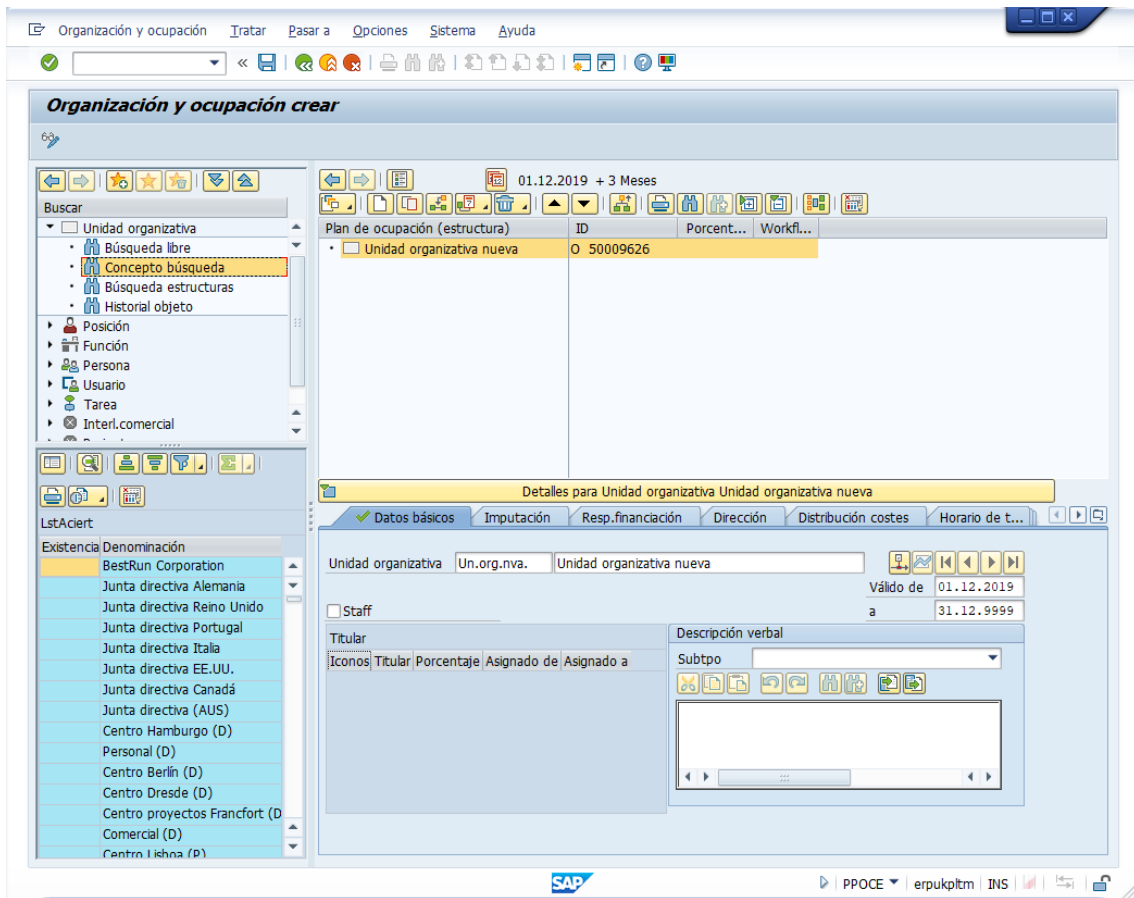 Organización y ocupación Tratar Pasar a Opciones Sistema Ayuda
Organización y ocupación crear
01.12.2019 + 3 Meses
Buscar
Unidad organizativa
Búsqueda libre
Concepto búsqueda
Búsqueda estructuras
Historial objeto
Posición
Función
Persona
Usuario
Tarea
Interl.comercial
Plan de ocupación (estructura) ID Porcent... Workfl...
Unidad organizativa nueva O 50009626
LstAciert
Existencia Denominación
BestRun Corporation
Junta directiva Alemania
Junta directiva Reino Unido
Junta directiva Portugal
Junta directiva Italia
Junta directiva EE.UU.
Junta directiva Canadá
Junta directiva (AUS)
Centro Hamburgo (D)
Personal (D)
Centro Berlín (D)
Centro Dresde (D)
Centro proyectos Francfort (D
Comercial (D)
Centro Lisboa (P)
Detalles para Unidad organizativa Unidad organizativa nueva
Datos básicos Imputación Resp.financiación Dirección Distribución costes Horario de t...
Unidad organizativa Un.org.nva. Unidad organizativa nueva
Válido de 01.12.2019
Staff a 31.12.9999
Titular Descripción verbal
Iconos Titular Porcentaje Asignado de Asignado a Subtpo
SAP PPOCE erpukpltm INS